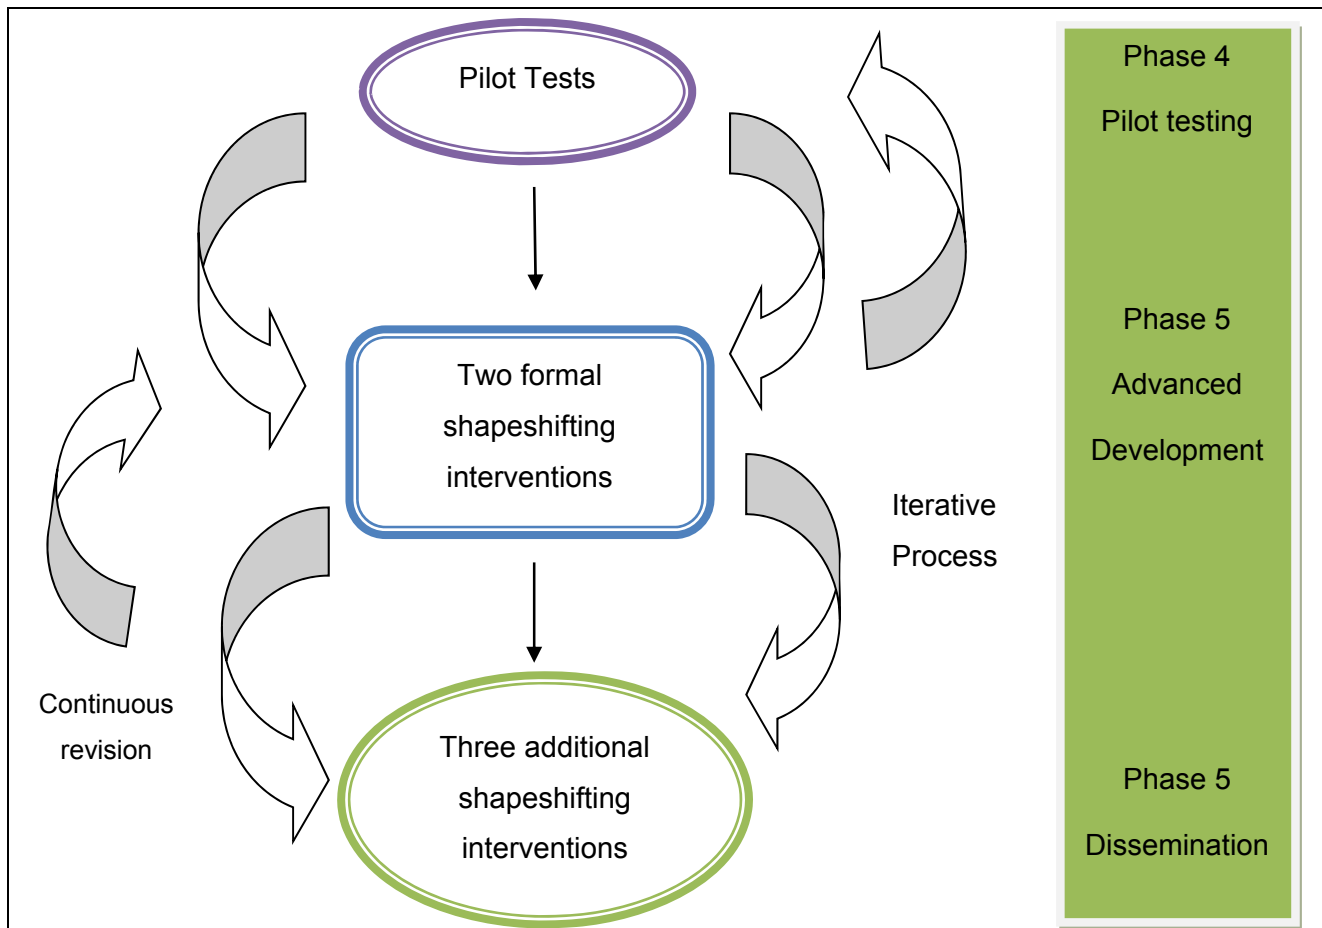 Pilot Tests
Two formal
shapeshifting
interventions
Three additional
shapeshifting
interventions
Continuous
revision
Iterative
Process
Phase 4
Pilot testing
Phase 5
Advanced
Development
Phase 5
Dissemination